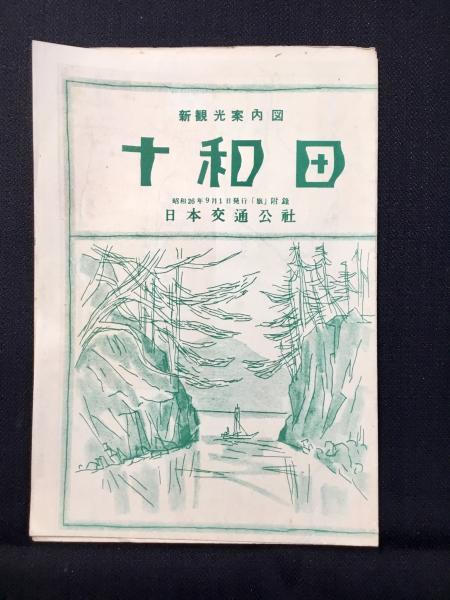 新観光案内図
十和田
昭和26年9月1日発行「旅」附録
日本交通公社